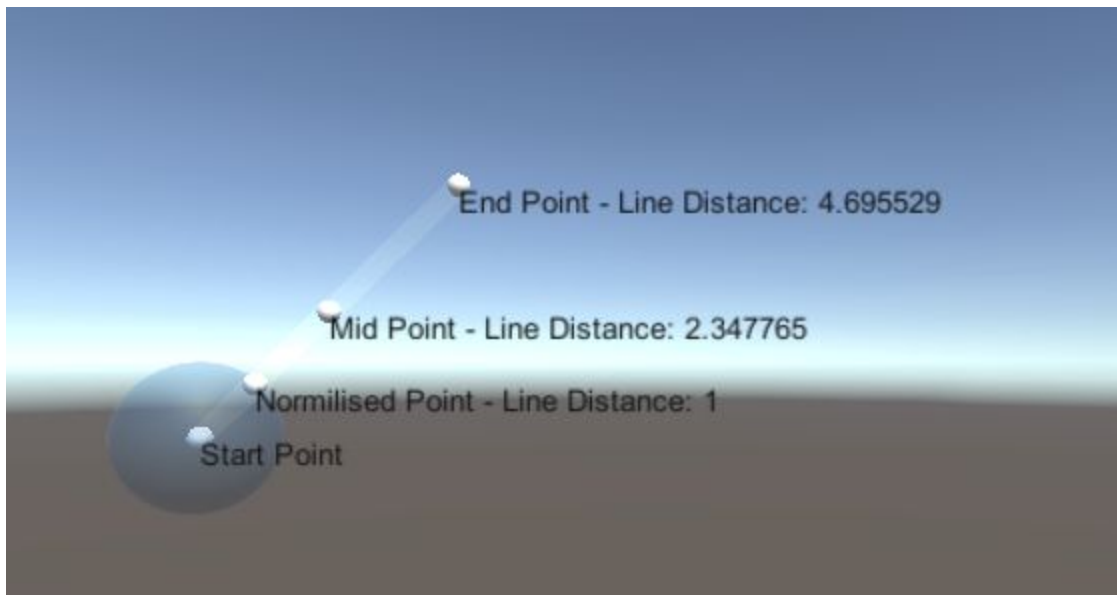 End Point - Line Distance: 4.695529
Mid Point - Line Distance: 2.347765
Normilised Point - Line Distance: 1
Start Point